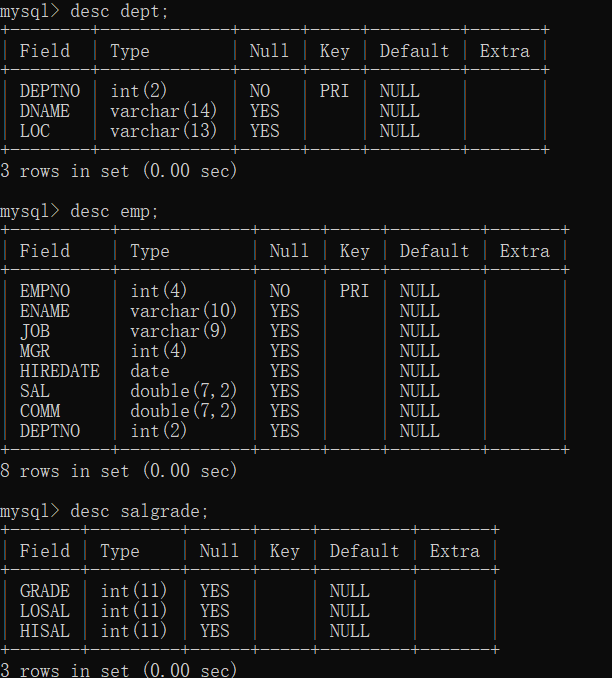 mysql> desc dept;
+---------+-------------+------+-----+---------+-------+
| Field   | Type        | Null | Key | Default | Extra |
+---------+-------------+------+-----+---------+-------+
| DEPTNO  | int(2)      | NO   | PRI | NULL    |       |
| DNAME   | varchar(14) | YES  |     | NULL    |       |
| LOC     | varchar(13) | YES  |     | NULL    |       |
+---------+-------------+------+-----+---------+-------+
3 rows in set (0.00 sec)
mysql> desc emp;
+----------+-------------+------+-----+---------+-------+
| Field    | Type        | Null | Key | Default | Extra |
+----------+-------------+------+-----+---------+-------+
| EMPNO    | int(4)      | NO   | PRI | NULL    |       |
| ENAME    | varchar(10) | YES  |     | NULL    |       |
| JOB      | varchar(9)  | YES  |     | NULL    |       |
| MGR      | int(4)      | YES  |     | NULL    |       |
| HIREDATE | date        | YES  |     | NULL    |       |
| SAL      | double(7,2) | YES  |     | NULL    |       |
| COMM     | double(7,2) | YES  |     | NULL    |       |
| DEPTNO   | int(2)      | YES  |     | NULL    |       |
+----------+-------------+------+-----+---------+-------+
8 rows in set (0.00 sec)
mysql> desc salgrade;
+-------+---------+------+-----+---------+-------+
| Field | Type    | Null | Key | Default | Extra |
+-------+---------+------+-----+---------+-------+
| GRADE | int(11) | YES  |     | NULL    |       |
| LOSAL | int(11) | YES  |     | NULL    |       |
| HISAL | int(11) | YES  |     | NULL    |       |
+-------+---------+------+-----+---------+-------+
3 rows in set (0.00 sec)